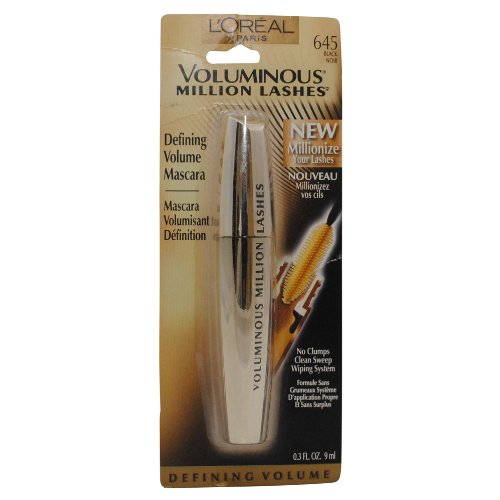 L'ORÉAL
PARIS
645
BLACK
NOIR
VOLUMINOUS®
MILLION LASHES®
Defining
Volume
Mascara
Mascara
Volumisant
Définition
NEW
Millionize
Your Lashes
NOUVEAU
Millionizez
vos cils
VOLUMINOUS MILLION LASHES
No Clumps
Clean Sweep
Wiping System
Formule Sans
Grumeaux Système
D'application Propre
Et Sans Surplus
0.3 FL. OZ. 9 ml
DEFINING VOLUME